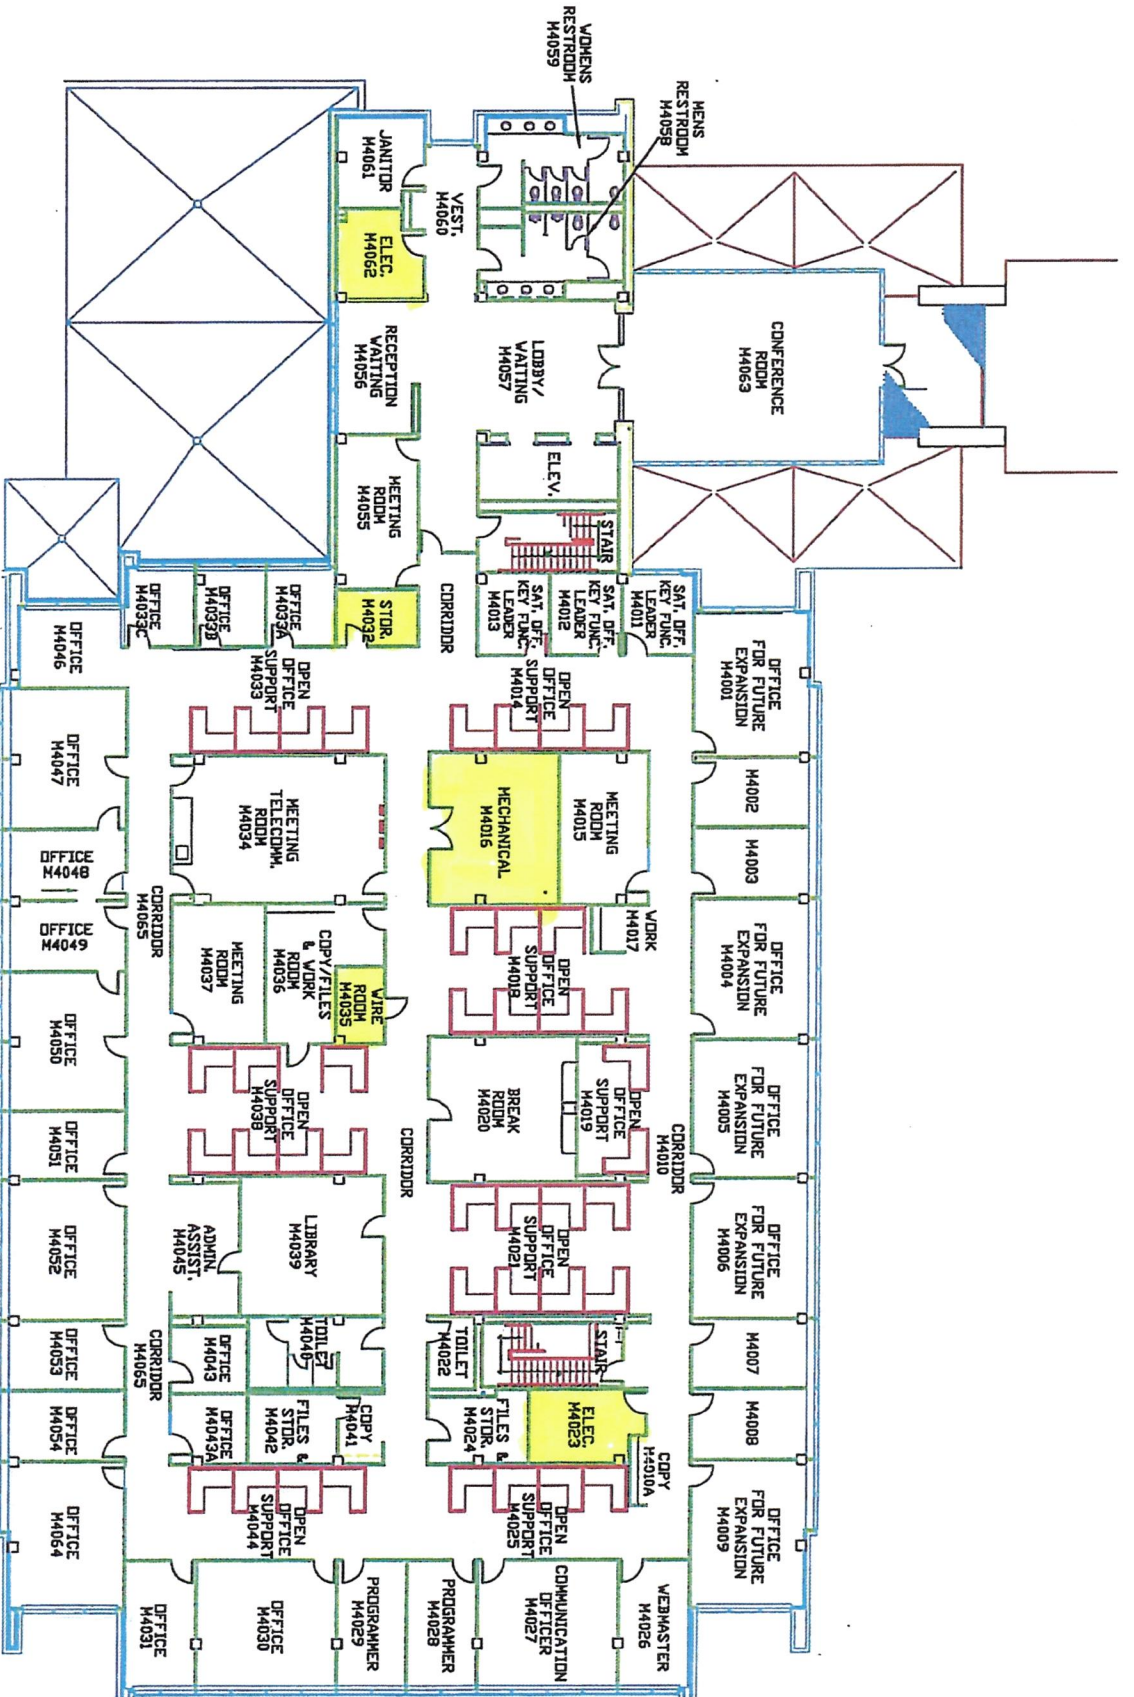 WOMENS
RESTROOM
M4059
MENS
RESTROOM
M4058
JANITOR
M4061
VEST.
M4060
ELEC.
M4062
RECEPTION
WAITING
M4056
LOBBY/
WAITING
M4057
CONFERENCE
ROOM
M4063
MEETING
ROOM
M4055
ELEV.
STAIR
STOR.
M4032
CORRIDOR
SAT. OFF.
KEY FUNC.
LEADER
M4013
SAT. OFF.
KEY FUNC.
LEADER
M4012
SAT. OFF.
KEY FUNC.
LEADER
M4011
OFFICE
M4033C
OFFICE
M4033B
OFFICE
M4033A
OFFICE
M4046
OPEN
OFFICE
SUPPORT
M4033
OPEN
OFFICE
SUPPORT
M4014
OFFICE
FOR FUTURE
EXPANSION
M4001
OFFICE
M4047
MEETING
TELECOMM.
ROOM
M4034
MECHANICAL
M4016
MEETING
ROOM
M4015
M4002
M4003
OFFICE
M4048
OFFICE
M4049
CORRIDOR
M4065
MEETING
ROOM
M4037
COPY/FILES
& WORK
ROOM
M4036
WIRE
ROOM
M4035
OPEN
OFFICE
SUPPORT
M4018
WORK
M4017
OFFICE
FOR FUTURE
EXPANSION
M4004
OFFICE
M4050
OPEN
OFFICE
SUPPORT
M4038
BREAK
ROOM
M4020
OPEN
OFFICE
SUPPORT
M4019
OFFICE
FOR FUTURE
EXPANSION
M4005
OFFICE
M4051
CORRIDOR
CORRIDOR
M4010
OFFICE
M4052
ADMIN.
ASSIST.
M4045
LIBRARY
M4039
OPEN
OFFICE
SUPPORT
M4021
OFFICE
FOR FUTURE
EXPANSION
M4006
OFFICE
M4053
CORRIDOR
M4065
OFFICE
M4043
TOILET
M4040
TOILET
M4022
STAIR
M4007
OFFICE
M4054
OFFICE
M4043A
FILES &
STOR.
M4042
COPY
M4041
FILES &
STOR.
M4024
ELEC.
M4023
M4008
COPY
M4010A
OFFICE
M4064
OPEN
OFFICE
SUPPORT
M4044
OPEN
OFFICE
SUPPORT
M4025
OFFICE
FOR FUTURE
EXPANSION
M4009
OFFICE
M4031
OFFICE
M4030
PROGRAMMER
M4029
PROGRAMMER
M4028
COMMUNICATION
OFFICER
M4027
WEBMASTER
M4026